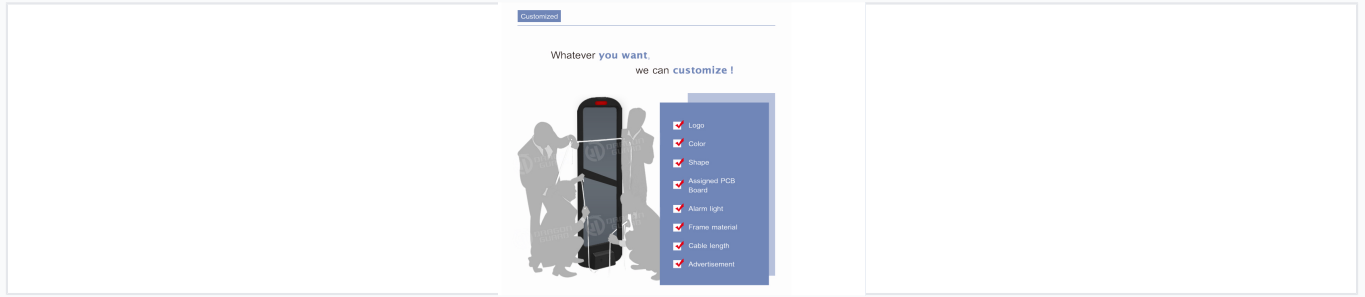 Customized
Whatever you want,
we can customize !
Logo
Color
Shape
Assigned PCB
Board
Alarm light
Frame material
Cable length
Advertisement